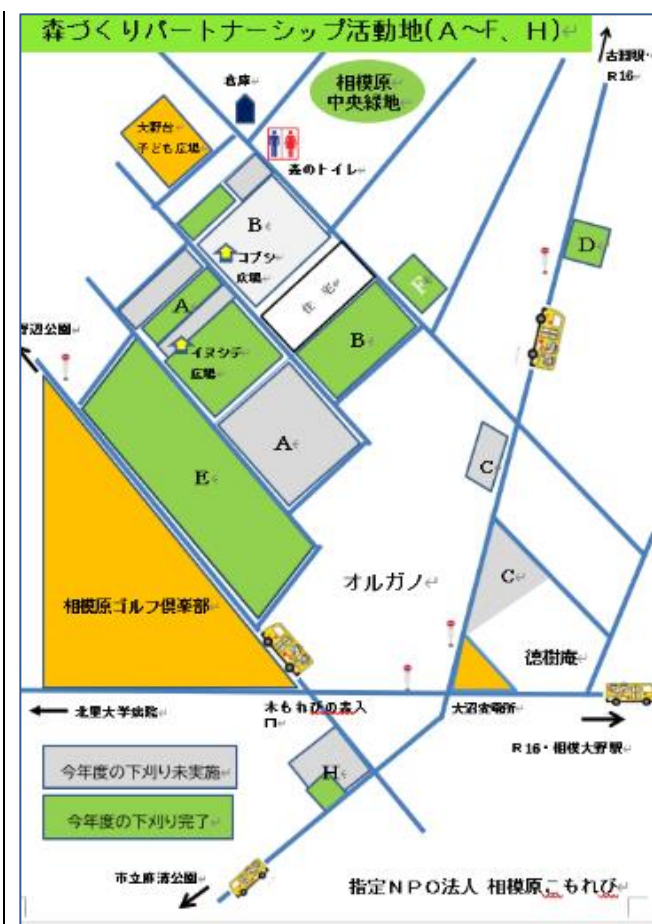 森づくりパートナーシップ活動地(A～F、H)
古淵駅・
R16
倉庫
相模原
中央緑地
大野台
子ども広場
森のトイレ
B
コブシ
広場
D
F
住宅
A
野辺公園
イヌシデ
広場
B
A
C
E
オルガノ
C
相模原ゴルフ倶楽部
徳樹庵
北里大学病院
木もれびの森入
口
大沼変電所
R16・相模大野駅
今年度の下刈り未実施
H
今年度の下刈り完了
市立麻溝公園
指定NPO法人 相模原こもれび